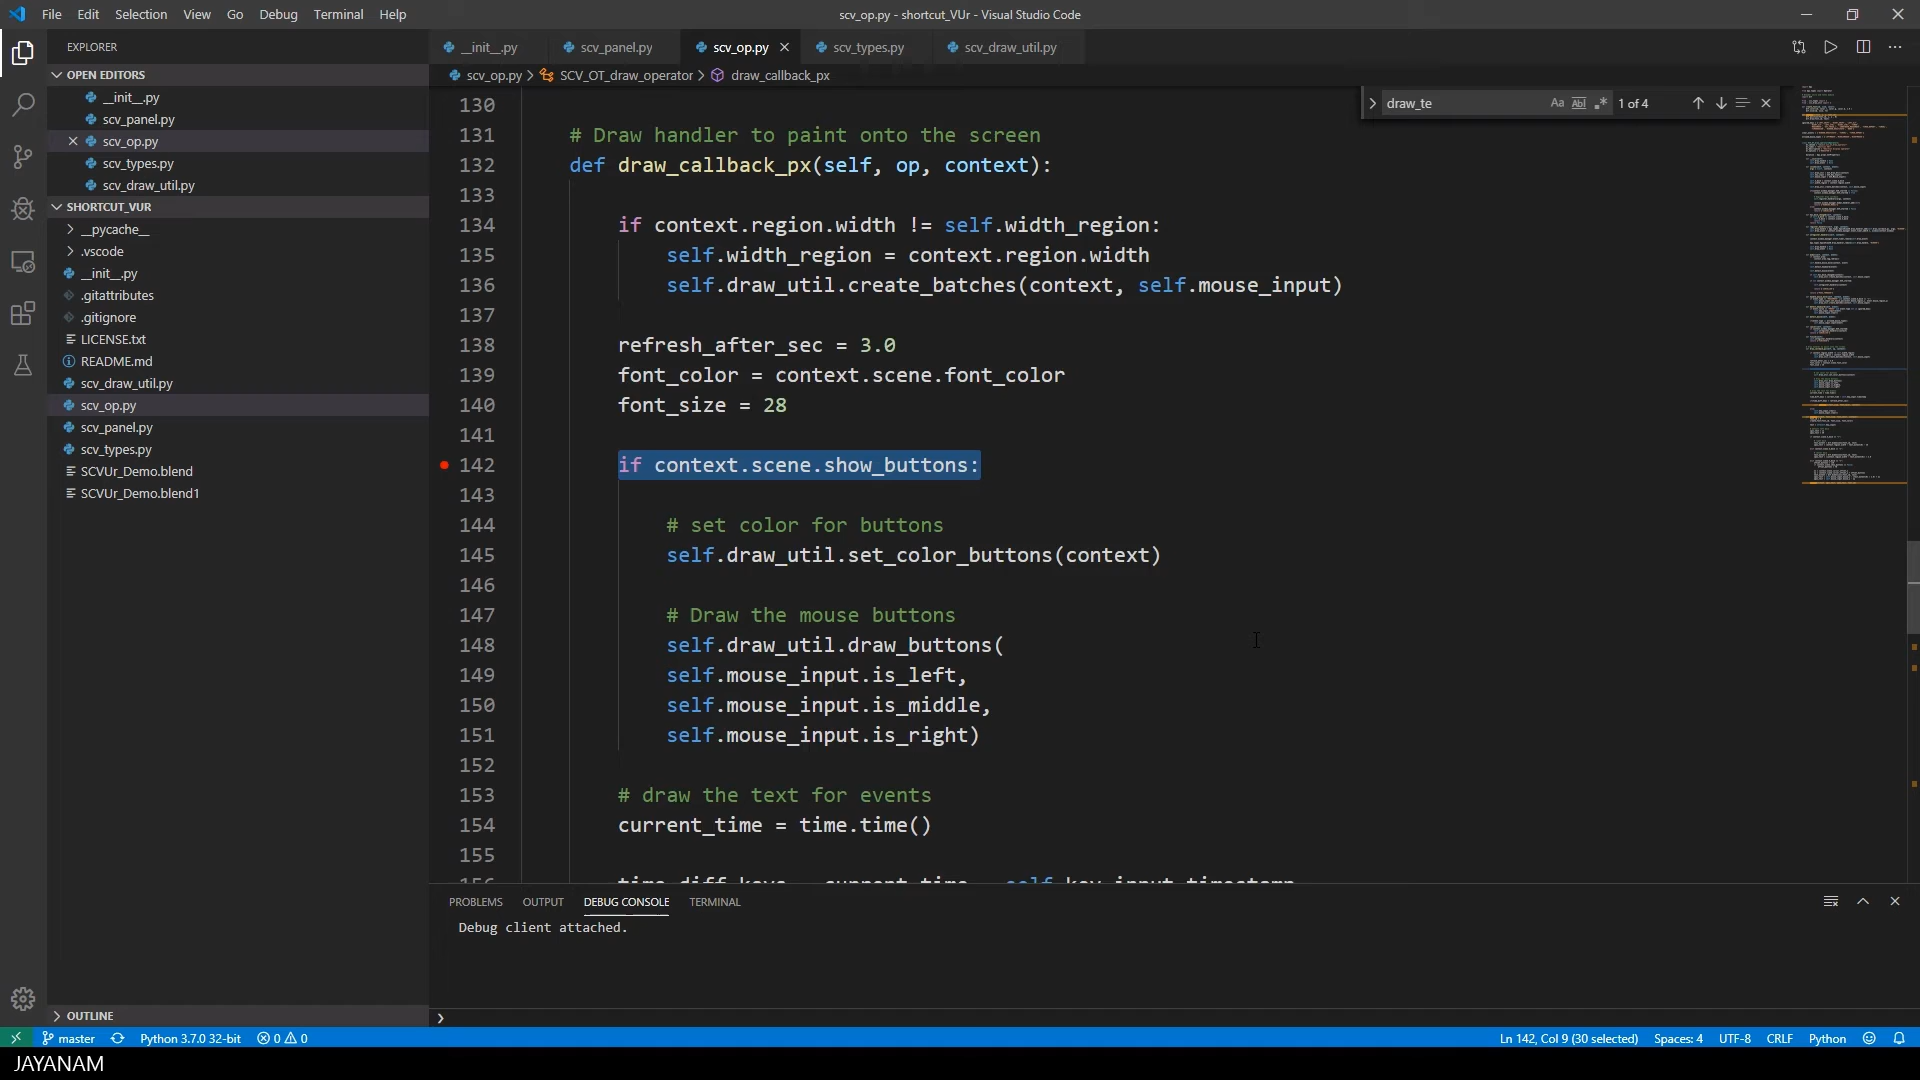 File Edit Selection View Go Debug Terminal Help
scv_op.py - shortcut_VUr - Visual Studio Code
EXPLORER
OPEN EDITORS
__init__.py
scv_panel.py
scv_op.py
scv_types.py
scv_draw_util.py
SHORTCUT_VUR
__pycache__
.vscode
__init__.py
.gitattributes
.gitignore
LICENSE.txt
README.md
scv_draw_util.py
scv_op.py
scv_panel.py
scv_types.py
SCVUr_Demo.blend
SCVUr_Demo.blend1
OUTLINE
__init__.py scv_panel.py scv_op.py scv_types.py scv_draw_util.py
scv_op.py SCV_OT_draw_operator draw_callback_px
draw_te Aa Abl .* 1 of 4
130
131 # Draw handler to paint onto the screen
132 def draw_callback_px(self, op, context):
133
134 if context.region.width != self.width_region:
135 self.width_region = context.region.width
136 self.draw_util.create_batches(context, self.mouse_input)
137
138 refresh_after_sec = 3.0
139 font_color = context.scene.font_color
140 font_size = 28
141
142 if context.scene.show_buttons:
143
144 # set color for buttons
145 self.draw_util.set_color_buttons(context)
146
147 # Draw the mouse buttons
148 self.draw_util.draw_buttons(
149 self.mouse_input.is_left,
150 self.mouse_input.is_middle,
151 self.mouse_input.is_right)
152
153 # draw the text for events
154 current_time = time.time()
155
PROBLEMS OUTPUT DEBUG CONSOLE TERMINAL
Debug client attached.
master Python 3.7.0 32-bit 0 0 Ln 142, Col 9 (30 selected) Spaces: 4 UTF-8 CRLF Python
JAYANAM